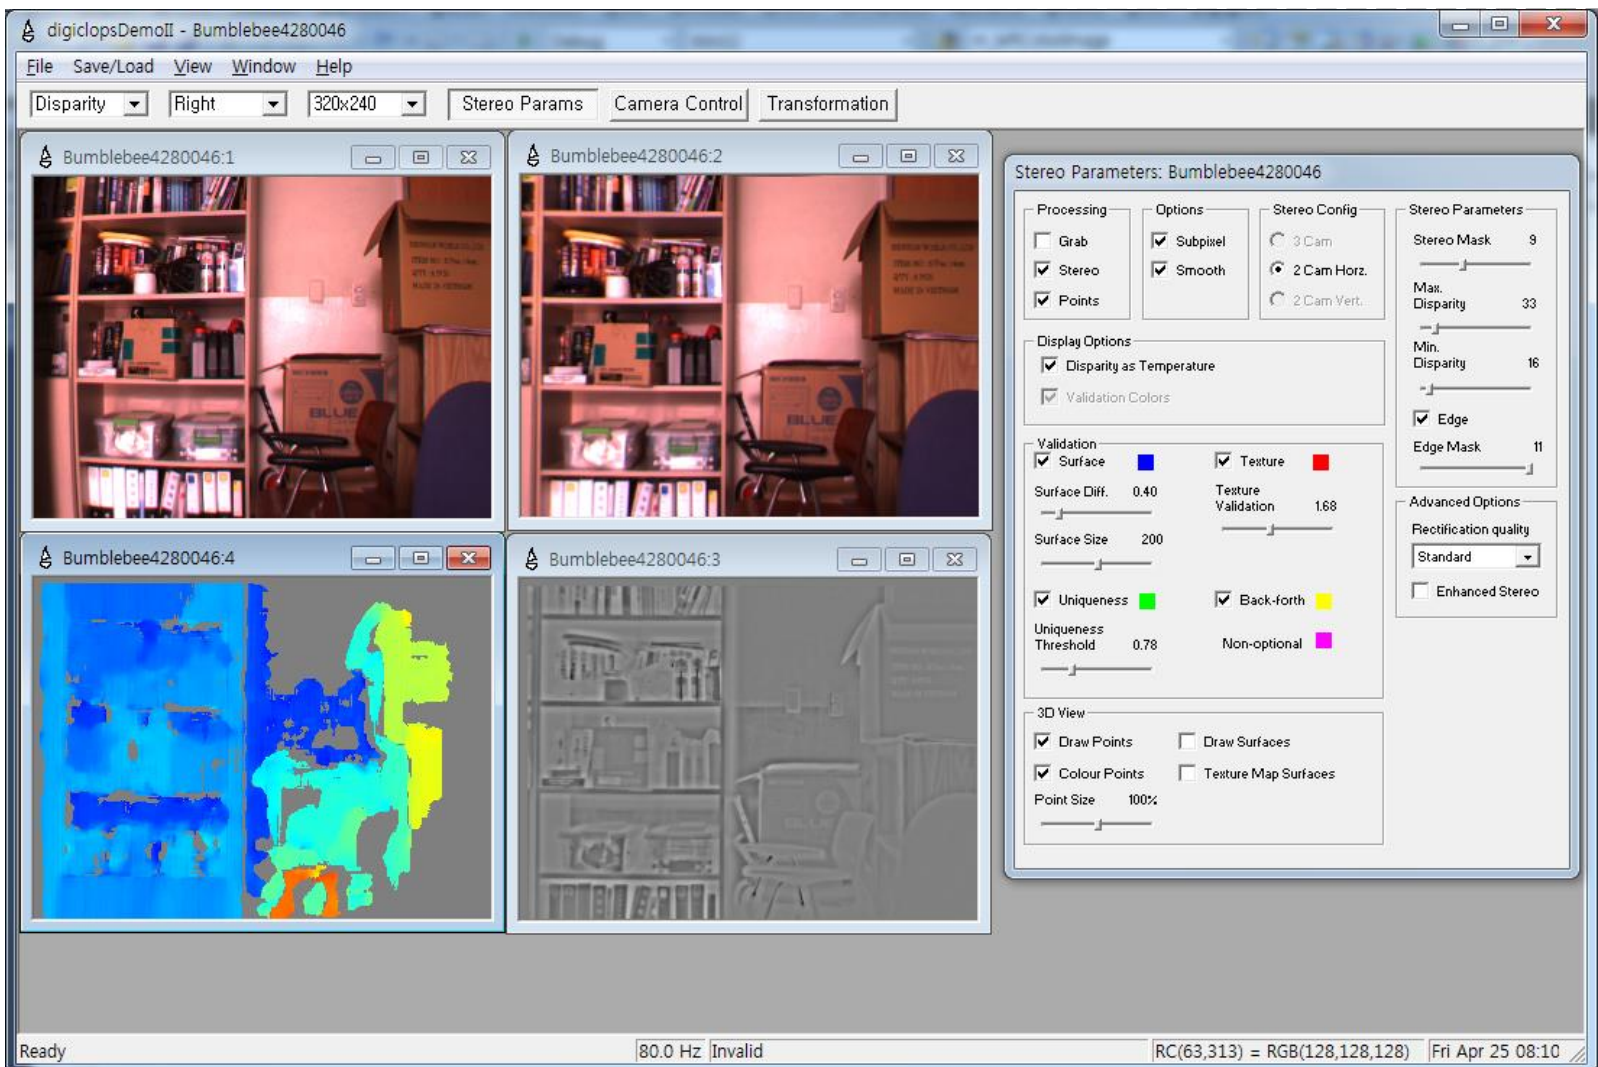 digiclopsDemoII - Bumblebee4280046
File Save/Load View Window Help
Disparity Right 320x240 Stereo Params Camera Control Transformation
Bumblebee4280046:1
Bumblebee4280046:2
BLUE
Bumblebee4280046:4
Bumblebee4280046:3
Stereo Parameters: Bumblebee4280046
Processing
Grab
Stereo
Points
Options
Subpixel
Smooth
Stereo Config
3 Cam
2 Cam Horz.
2 Cam Vert.
Display Options
Disparity as Temperature
Validation Colors
Validation
Surface
Texture
Surface Diff. 0.40
Texture
Validation 1.68
Surface Size 200
Uniqueness
Back-forth
Uniqueness
Threshold 0.78
Non-optional
3D View
Draw Points
Draw Surfaces
Colour Points
Texture Map Surfaces
Point Size 100%
Stereo Parameters
Stereo Mask 9
Max.
Disparity 33
Min.
Disparity 16
Edge
Edge Mask 11
Advanced Options
Rectification quality
Standard
Enhanced Stereo
Ready 80.0 Hz Invalid RC(63,313) = RGB(128,128,128) Fri Apr 25 08:10